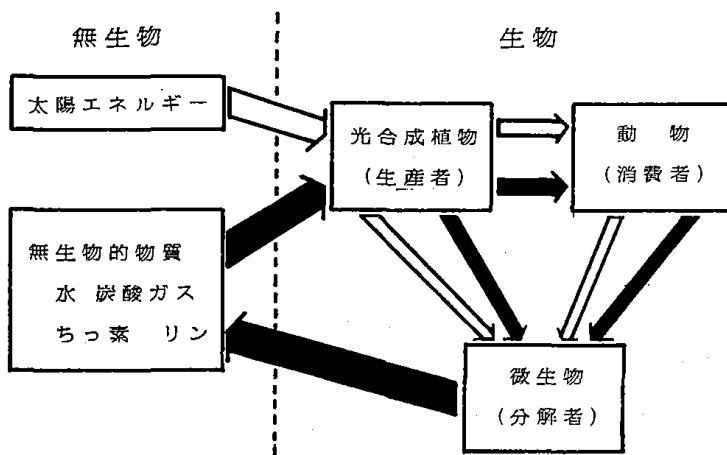 無生物
生物
太陽エネルギー
光合成植物
(生産者)
動 物
(消費者)
無生物的物質
水 炭酸ガス
ちっ素 リン
微生物
(分解者)